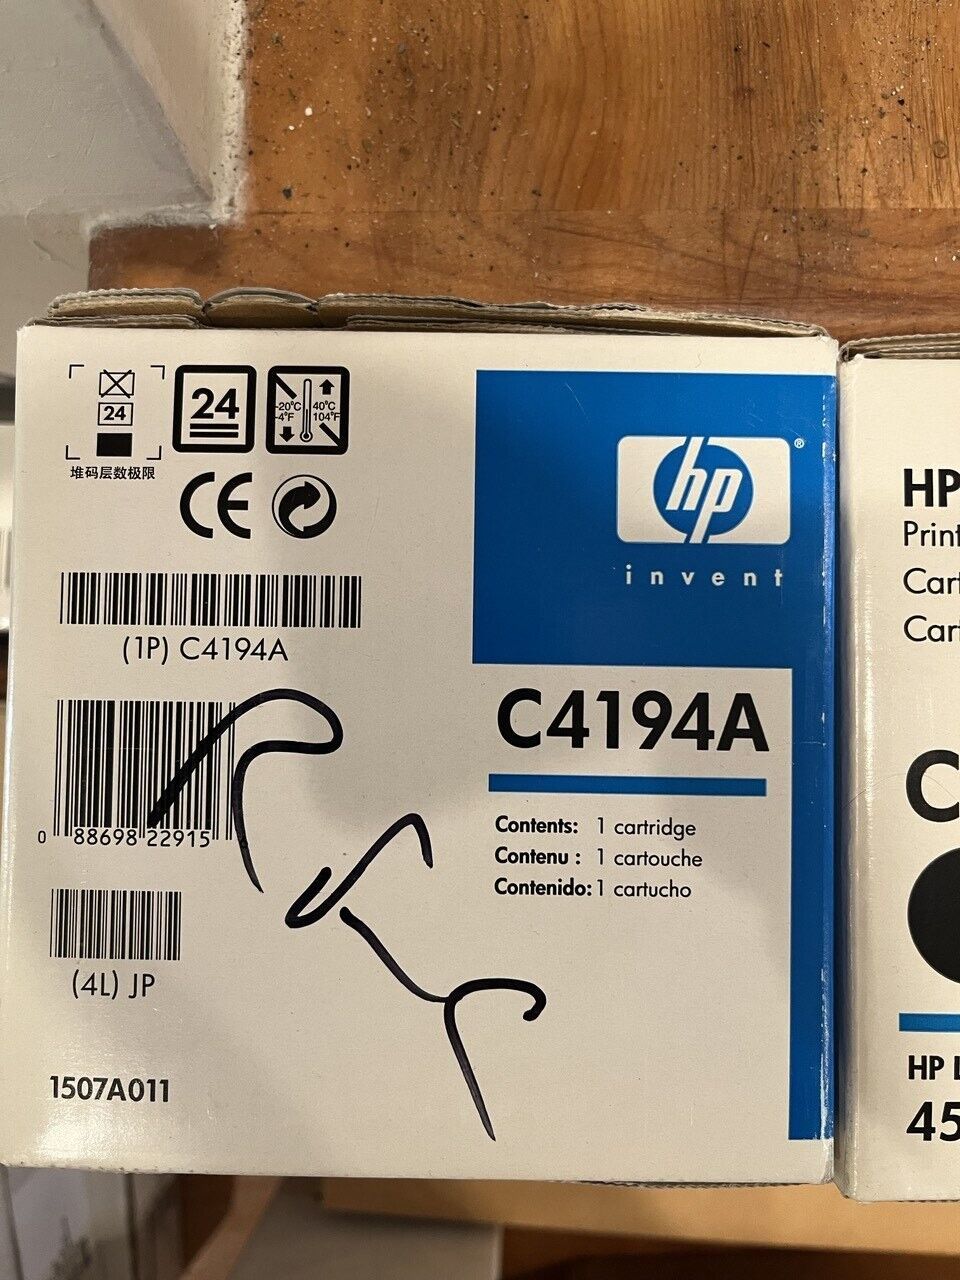 24
堆码层数极限
24
-20°C
-4°F
40°C
104°F
CE
(1P) C4194A
0 88698 22915
(4L) JP
1507A011
hp
®
invent
C4194A
Contents: 1 cartridge
Contenu : 1 cartouche
Contenido: 1 cartucho
HP
Print
Cart
Cart
C
HP
45